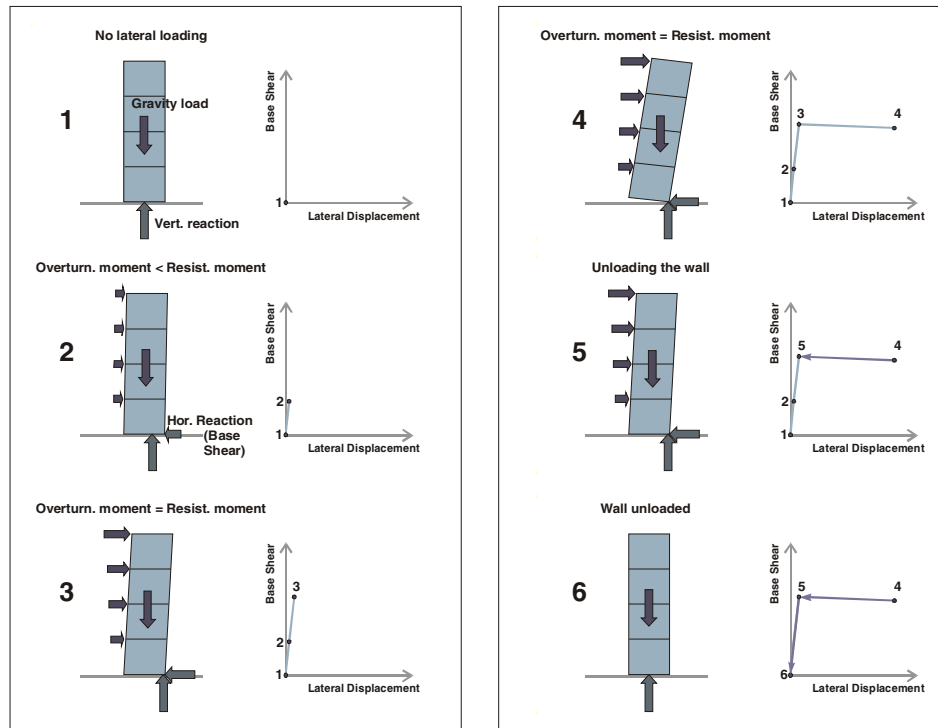 No lateral loading
1
Gravity load
Vert. reaction
Base Shear
1
Lateral Displacement
Overturn. moment < Resist. moment
2
Hor. Reaction
(Base
Shear)
Base Shear
2
1
Lateral Displacement
Overturn. moment = Resist. moment
3
Base Shear
3
2
1
Lateral Displacement
Overturn. moment = Resist. moment
4
Base Shear
3
4
2
1
Lateral Displacement
Unloading the wall
5
Base Shear
5
4
2
1
Lateral Displacement
Wall unloaded
6
Base Shear
5
4
6
Lateral Displacement